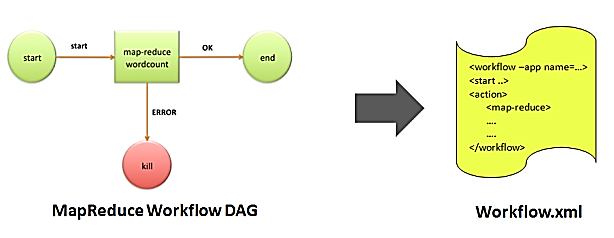 start
start
map-reduce
wordcount
OK
end
ERROR
kill
MapReduce Workflow DAG
<workflow –app name=...>
<start ..>
<action>
<map-reduce>
....
....
</workflow>
Workflow.xml